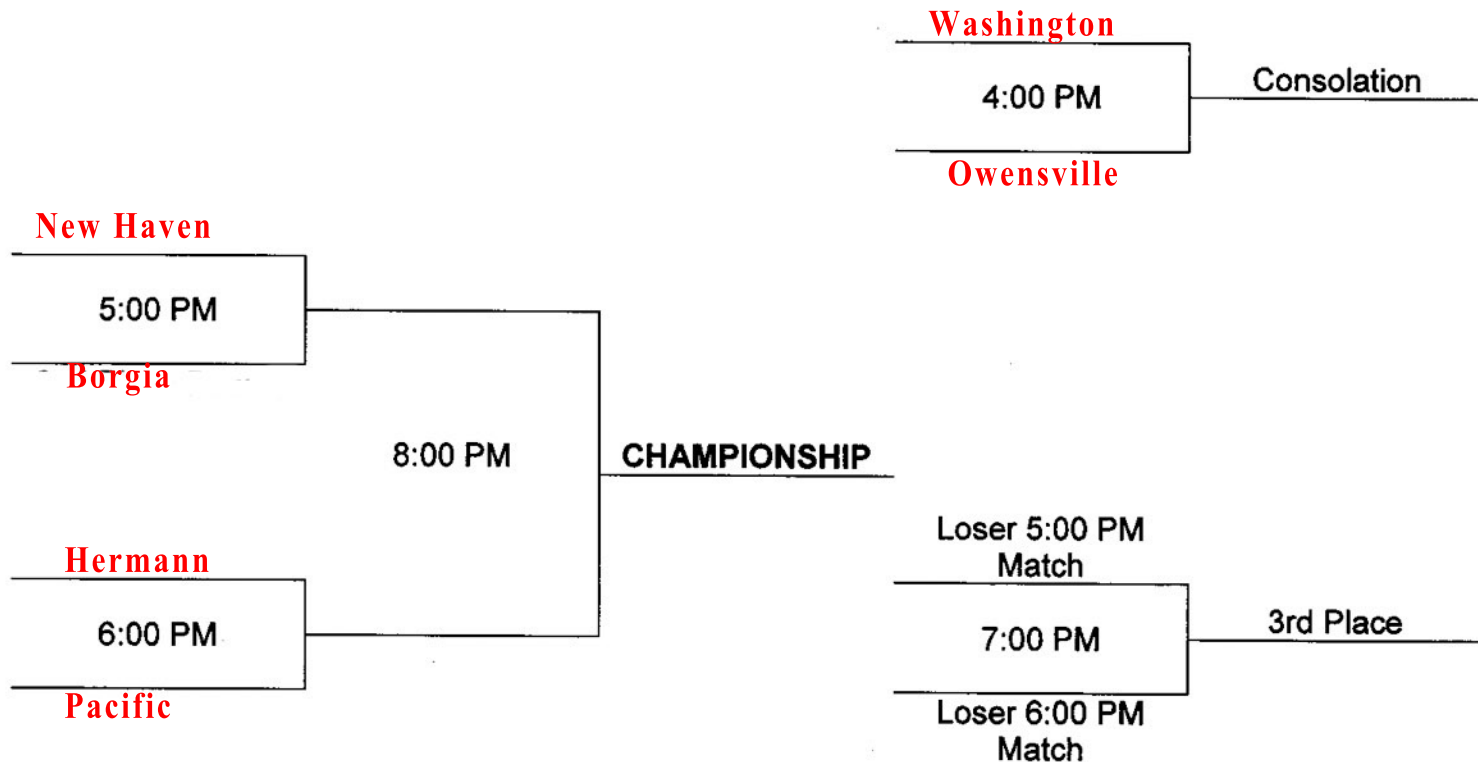 Washington
4:00 PM
Consolation
Owensville
New Haven
5:00 PM
Borgia
8:00 PM
CHAMPIONSHIP
Hermann
6:00 PM
Pacific
Loser 5:00 PM
Match
7:00 PM
3rd Place
Loser 6:00 PM
Match